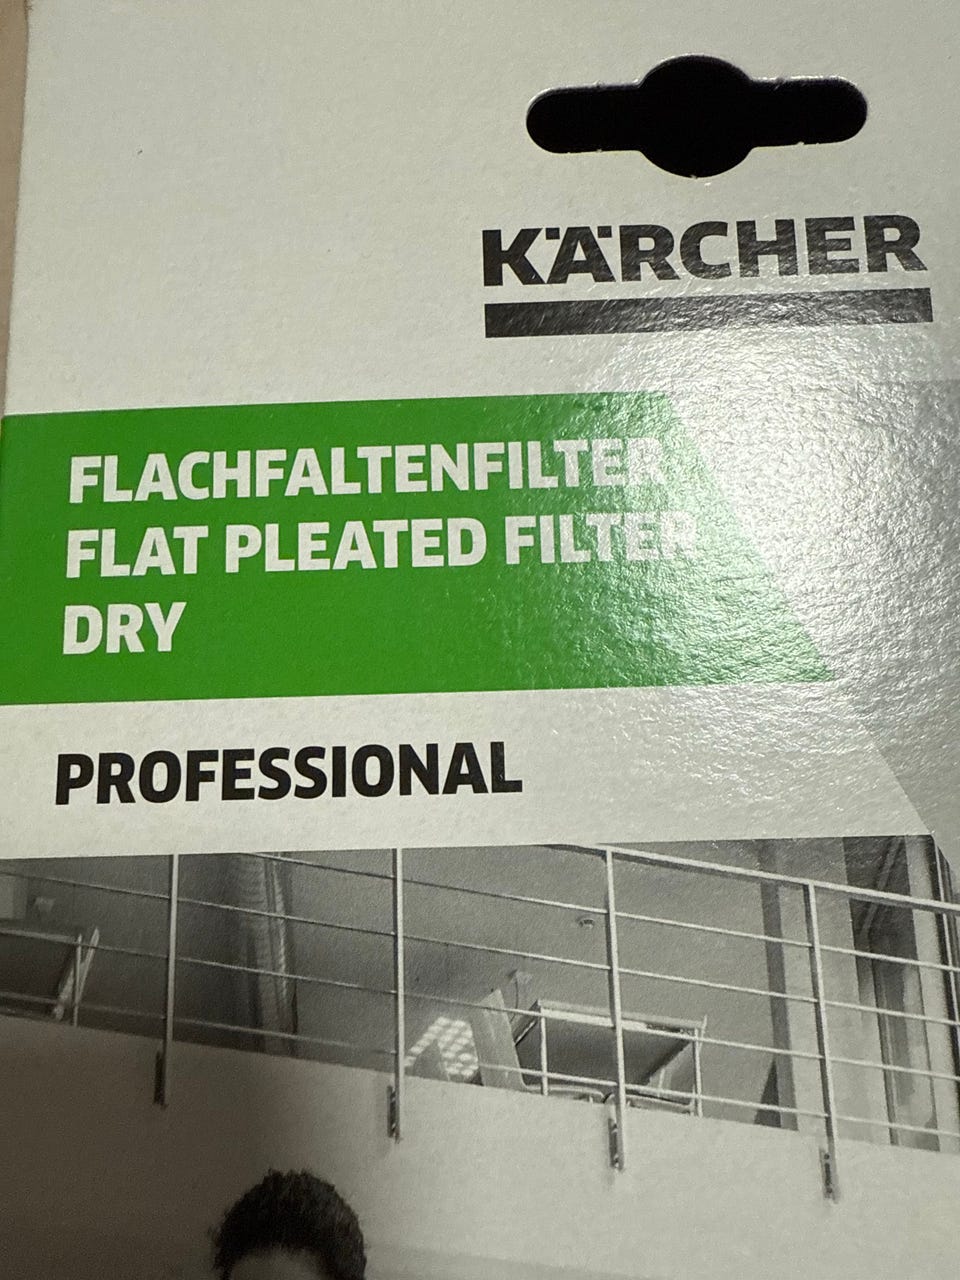 KÄRCHER
FLACHFALTENFILTER
FLAT PLEATED FILTER
DRY
PROFESSIONAL